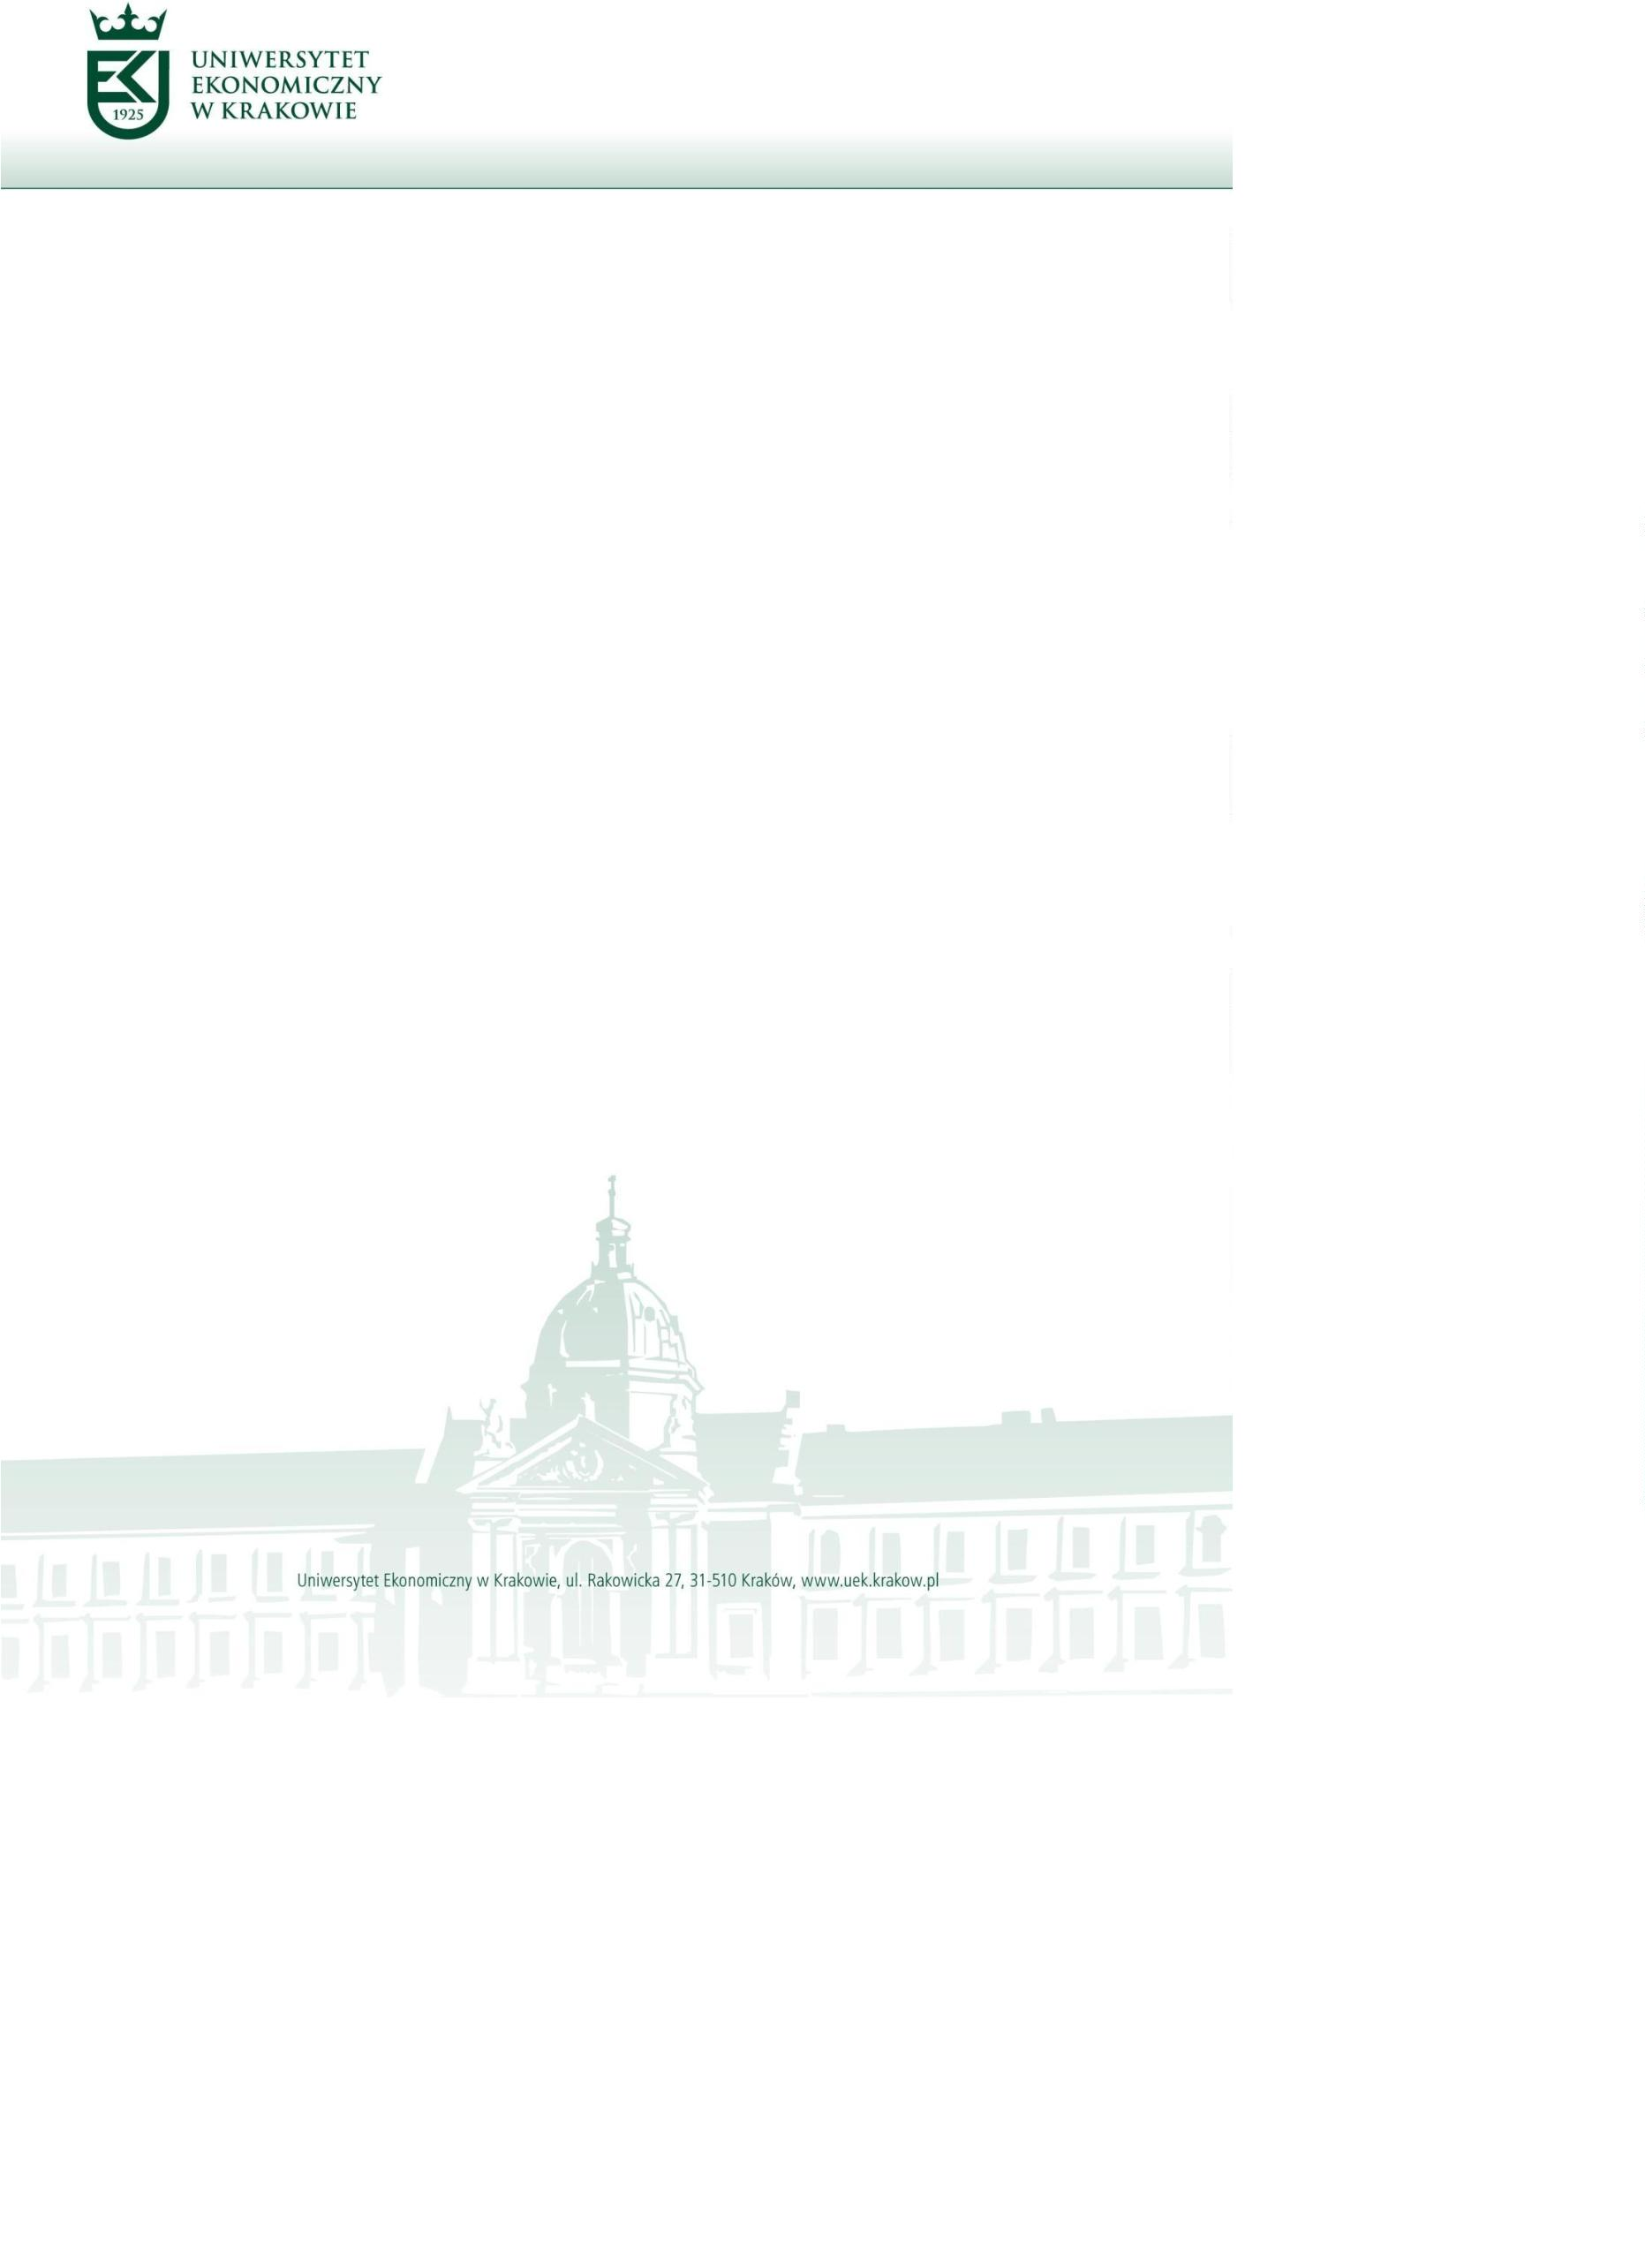 UNIWERSYTET
EKONOMICZNY
W KRAKOWIE
1925
Uniwersytet Ekonomiczny w Krakowie, ul. Rakowicka 27, 31-510 Kraków, www.uek.krakow.pl